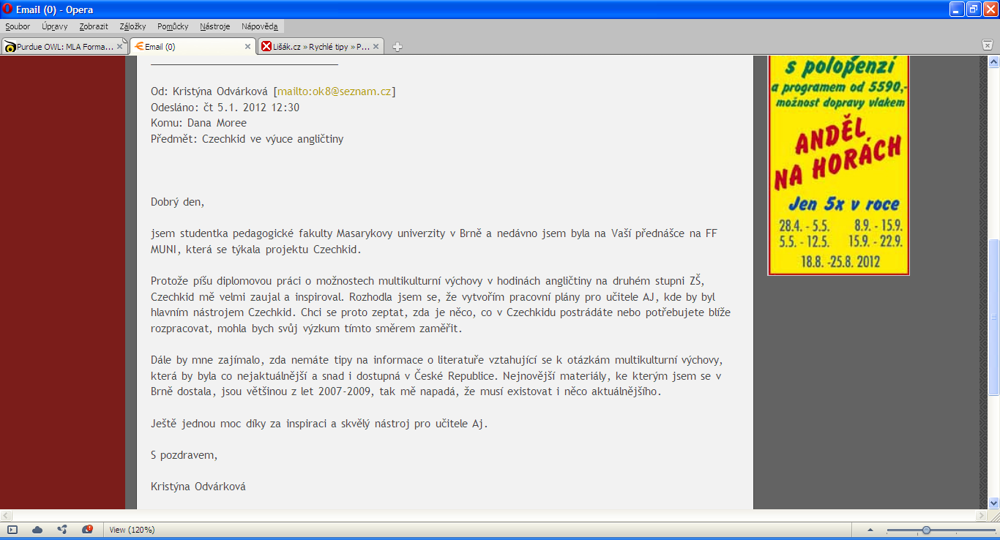 Email (0) - Opera
Soubor Úpravy Zobrazit Záložky Pomůcky Nástroje Nápověda
Purdue OWL: MLA Forma... Email (0) Lišák.cz » Rychlé tipy » P...
Od: Kristýna Odvárková [mailto:ok8@seznam.cz]
Odesláno: čt 5.1. 2012 12:30
Komu: Dana Moree
Předmět: Czechkid ve výuce angličtiny
Dobrý den,
jsem studentka pedagogické fakulty Masarykovy univerzity v Brně a nedávno jsem byla na Vaší přednášce na FF
MUNI, která se týkala projektu Czechkid.
Protože píšu diplomovou práci o možnostech multikulturní výchovy v hodinách angličtiny na druhém stupni ZŠ,
Czechkid mě velmi zaujal a inspiroval. Rozhodla jsem se, že vytvořím pracovní plány pro učitele AJ, kde by byl
hlavním nástrojem Czechkid. Chci se proto zeptat, zda je něco, co v Czechkidu postrádáte nebo potřebujete blíže
rozpracovat, mohla bych svůj výzkum tímto směrem zaměřit.
Dále by mne zajímalo, zda nemáte tipy na informace o literatuře vztahující se k otázkám multikulturní výchovy,
která by byla co nejaktuálnější a snad i dostupná v České Republice. Nejnovější materiály, ke kterým jsem se v
Brně dostala, jsou většinou z let 2007-2009, tak mě napadá, že musí existovat i něco aktuálnějšího.
Ještě jednou moc díky za inspiraci a skvělý nástroj pro učitele Aj.
S pozdravem,
Kristýna Odvárková
s polopenzí
a programem od 5590,-
možnost dopravy vlakem
ANDĚL
NA HORÁCH
Jen 5x v roce
28.4. - 5.5. 8.9. - 15.9.
5.5. - 12.5. 15.9. - 22.9.
18.8. -25.8. 2012
View (120%)